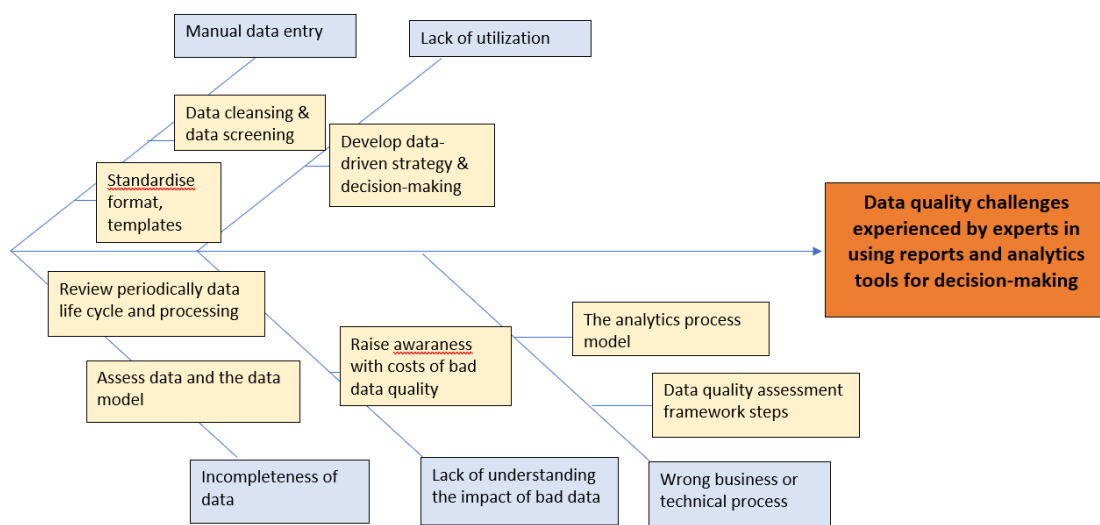 Manual data entry
Lack of utilization
Data cleansing &
data screening
Develop data-
driven strategy &
decision-making
Standardise
format,
templates
Data quality challenges
experienced by experts in
using reports and analytics
tools for decision-making
Review periodically data
life cycle and processing
The analytics process
model
Raise awaraness
with costs of bad
data quality
Assess data and the data
model
Data quality assessment
framework steps
Incompleteness of
data
Lack of understanding
the impact of bad data
Wrong business or
technical process